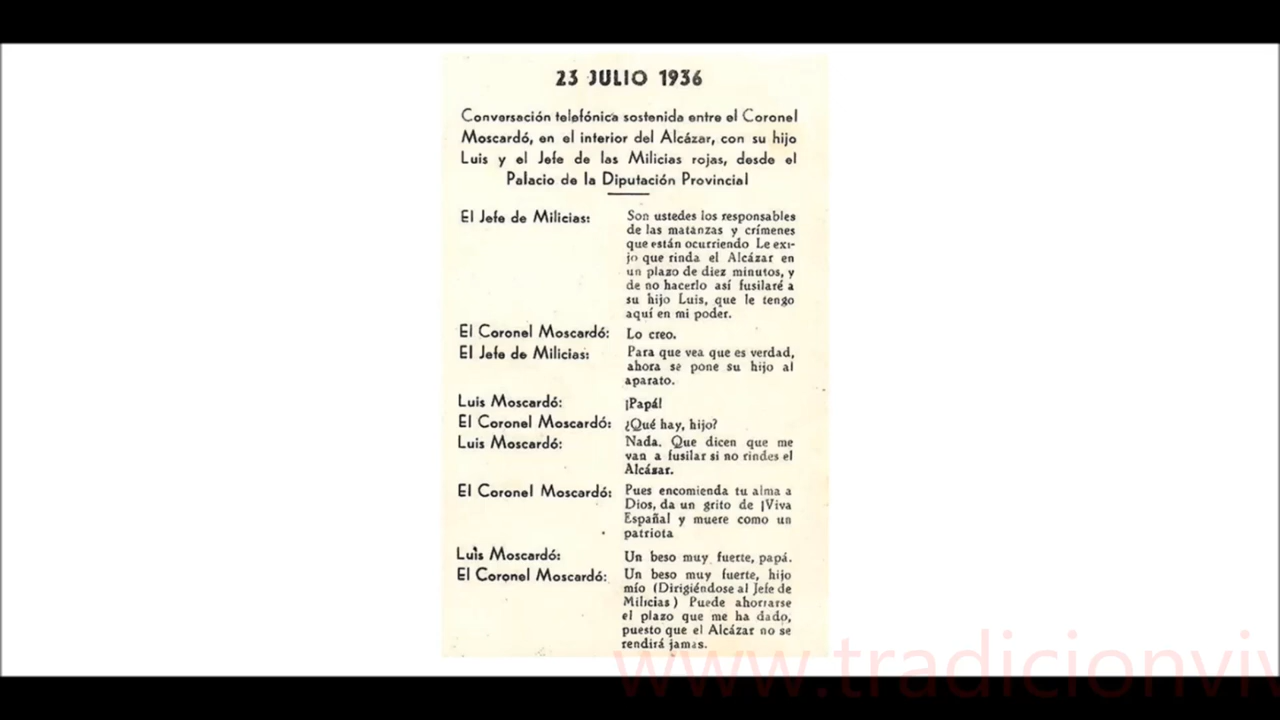 23 JULIO 1936
Conversación telefónica sostenida entre el Coronel
Moscardó, en el interior del Alcázar, con su hijo
Luis y el Jefe de las Milicias rojas, desde el
Palacio de la Diputación Provincial
El Jefe de Milicias: Son ustedes los responsables
de las matanzas y crímenes
que están ocurriendo Le exi-
jo que rinda el Alcázar en
un plazo de diez minutos, y
de no hacerlo así fusilaré a
su hijo Luis, que le tengo
aquí en mi poder.
El Coronel Moscardó: Lo creo.
El Jefe de Milicias: Para que vea que es verdad,
ahora se pone su hijo al
aparato.
Luis Moscardó: ¡Papá!
El Coronel Moscardó: ¿Qué hay, hijo?
Luis Moscardó: Nada. Que dicen que me
van a fusilar si no rindes el
Alcázar.
El Coronel Moscardó: Pues encomienda tu alma a
Dios, da un grito de ¡Viva
España! y muere como un
patriota
Luis Moscardó: Un beso muy fuerte, papá.
El Coronel Moscardó: Un beso muy fuerte, hijo
mío (Dirigiéndose al Jefe de
Milicias) Puede ahorrarse
el plazo que me ha dado,
puesto que el Alcázar no se
rendirá jamas.
www.tradicionviv